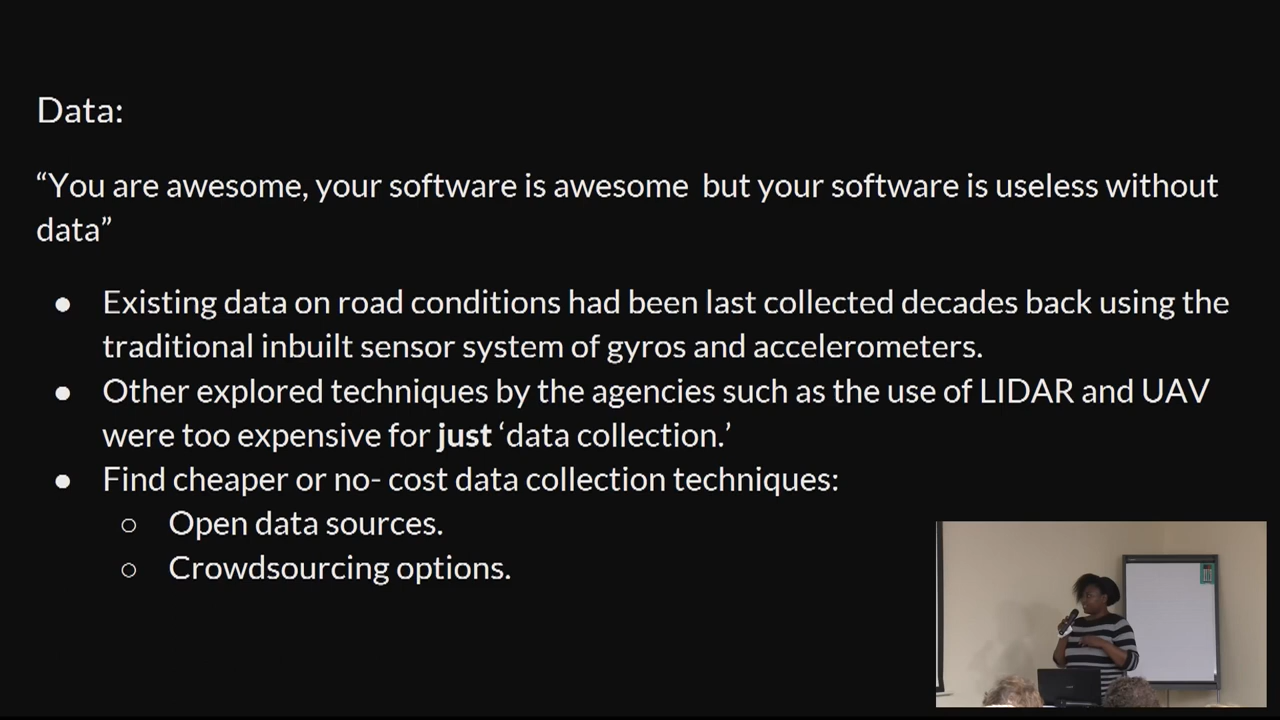 Data:
“You are awesome, your software is awesome  but your software is useless without
data”
● Existing data on road conditions had been last collected decades back using the
traditional inbuilt sensor system of gyros and accelerometers.
● Other explored techniques by the agencies such as the use of LIDAR and UAV
were too expensive for just ‘data collection.’
● Find cheaper or no- cost data collection techniques:
○ Open data sources.
○ Crowdsourcing options.